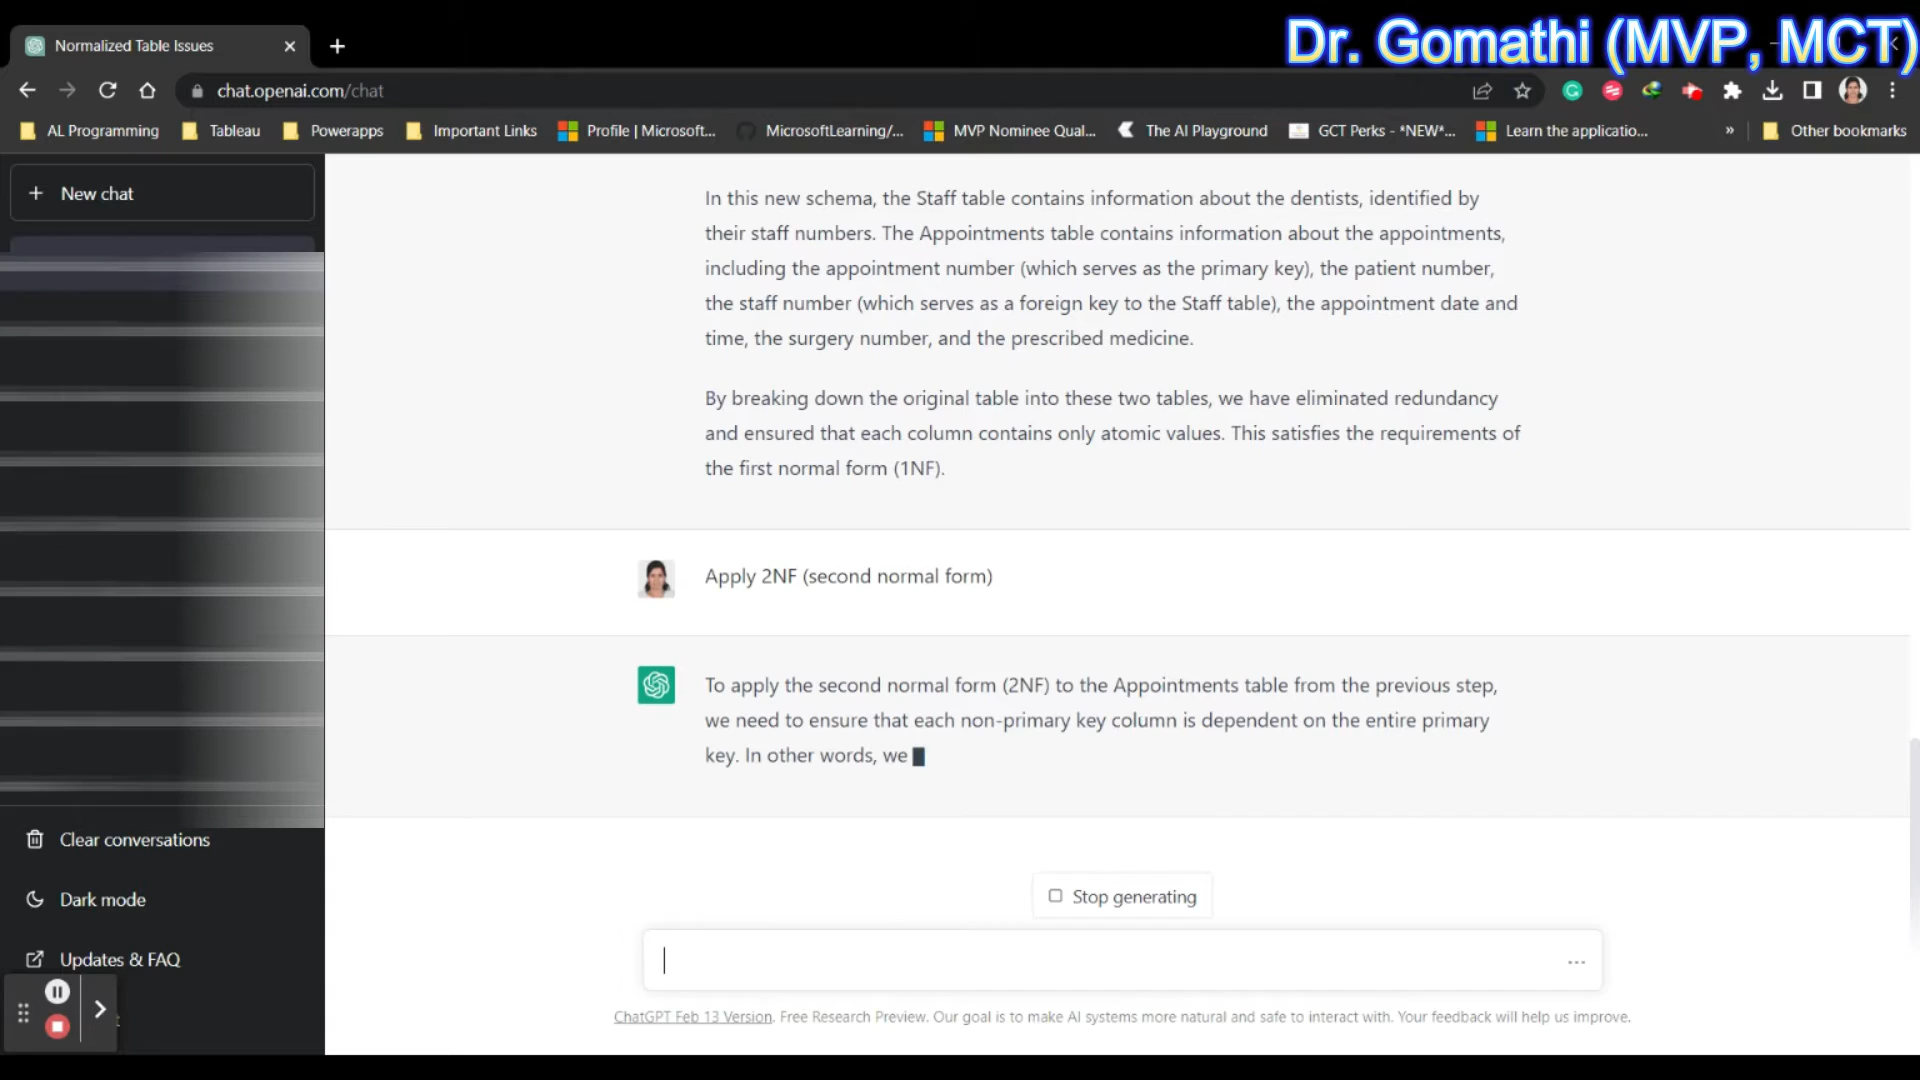 Dr. Gomathi (MVP, MCT)
Normalized Table Issues
chat.openai.com/chat
AL Programming
Tableau
Powerapps
Important Links
Profile | Microsoft...
MicrosoftLearning/...
MVP Nominee Qual...
The AI Playground
GCT Perks - *NEW*...
Learn the applicatio...
»
Other bookmarks
+ New chat
In this new schema, the Staff table contains information about the dentists, identified by
their staff numbers. The Appointments table contains information about the appointments,
including the appointment number (which serves as the primary key), the patient number,
the staff number (which serves as a foreign key to the Staff table), the appointment date and
time, the surgery number, and the prescribed medicine.
By breaking down the original table into these two tables, we have eliminated redundancy
and ensured that each column contains only atomic values. This satisfies the requirements of
the first normal form (1NF).
Apply 2NF (second normal form)
To apply the second normal form (2NF) to the Appointments table from the previous step,
we need to ensure that each non-primary key column is dependent on the entire primary
key. In other words, we
Clear conversations
Dark mode
Updates & FAQ
Stop generating
ChatGPT Feb 13 Version. Free Research Preview. Our goal is to make AI systems more natural and safe to interact with. Your feedback will help us improve.